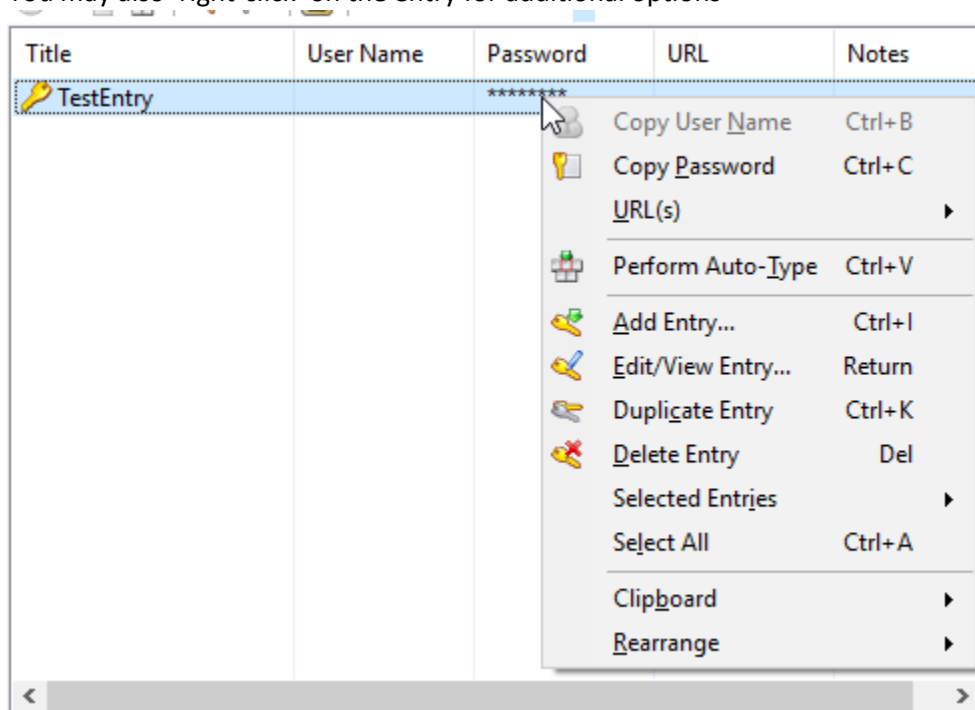 You may also "right-click" on the entry for additional options
Title User Name Password URL Notes
TestEntry ********
Copy User Name Ctrl+B
Copy Password Ctrl+C
URL(s)
Perform Auto-Type Ctrl+V
Add Entry... Ctrl+I
Edit/View Entry... Return
Duplicate Entry Ctrl+K
Delete Entry Del
Selected Entries
Select All Ctrl+A
Clipboard
Rearrange